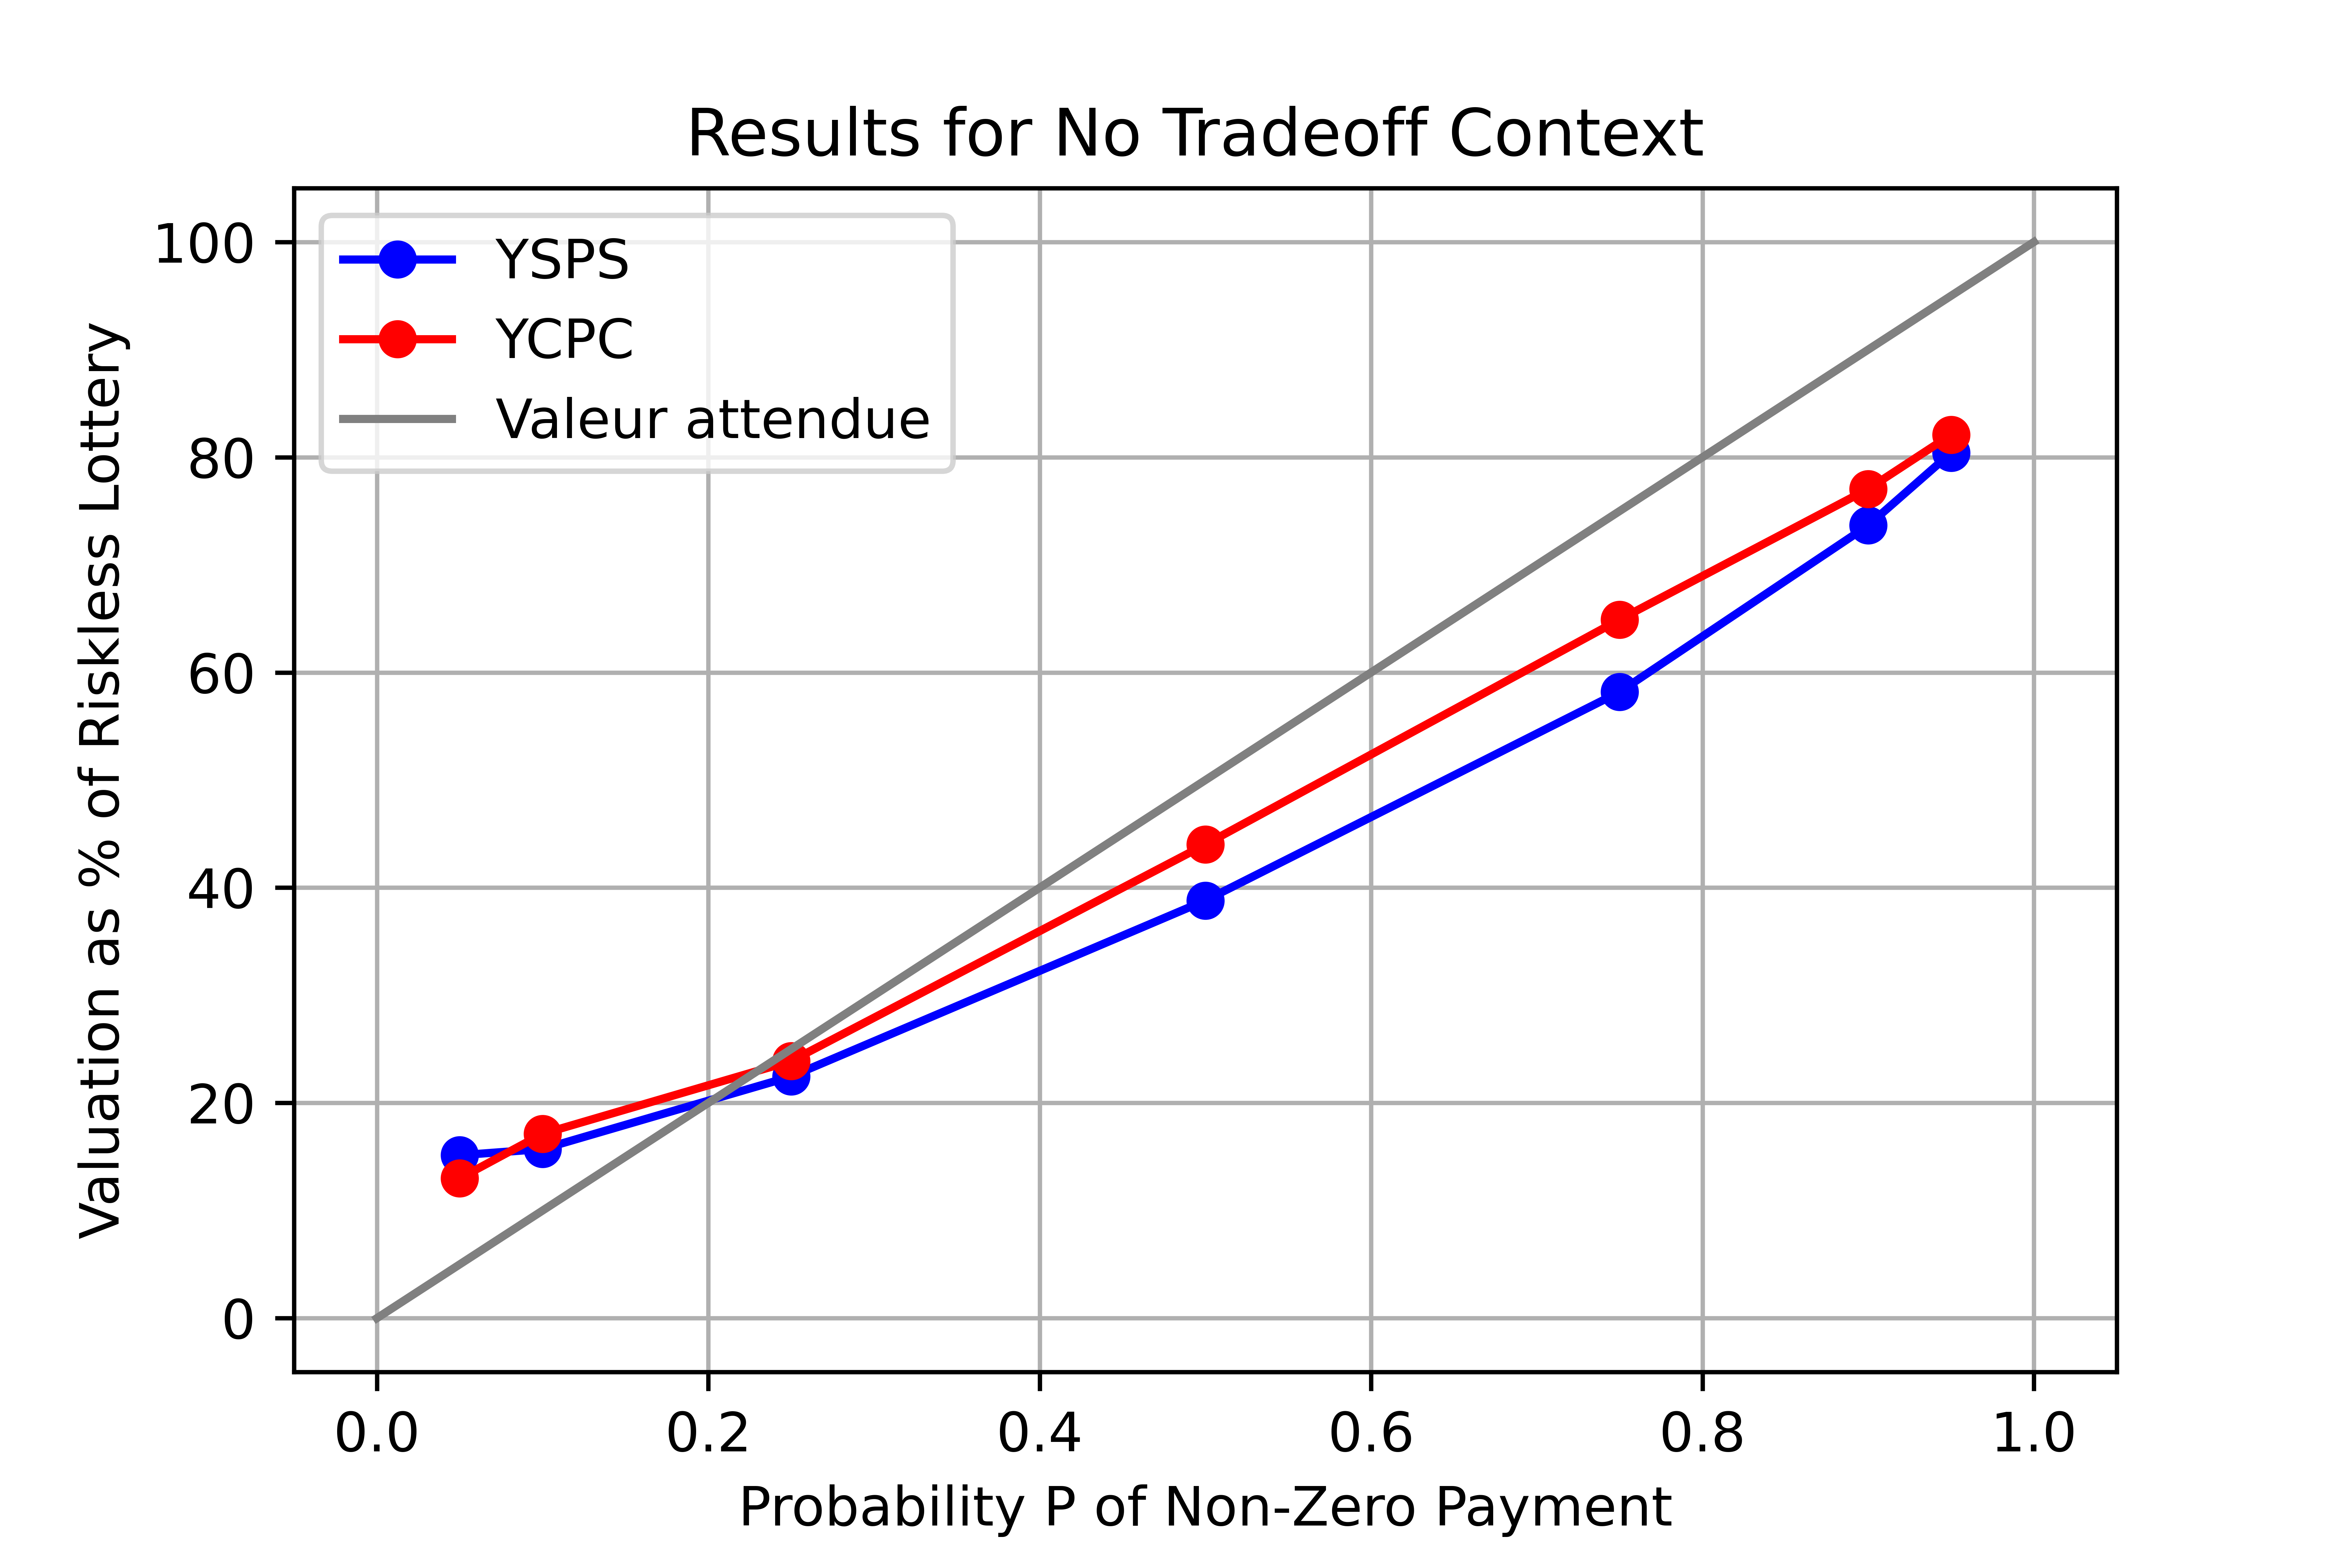 Results for No Tradeoff Context
YSPS
YCPC
Valeur attendue
Valuation as % of Riskless Lottery
100
80
60
40
20
0
0.0 0.2 0.4 0.6 0.8 1.0
Probability P of Non-Zero Payment